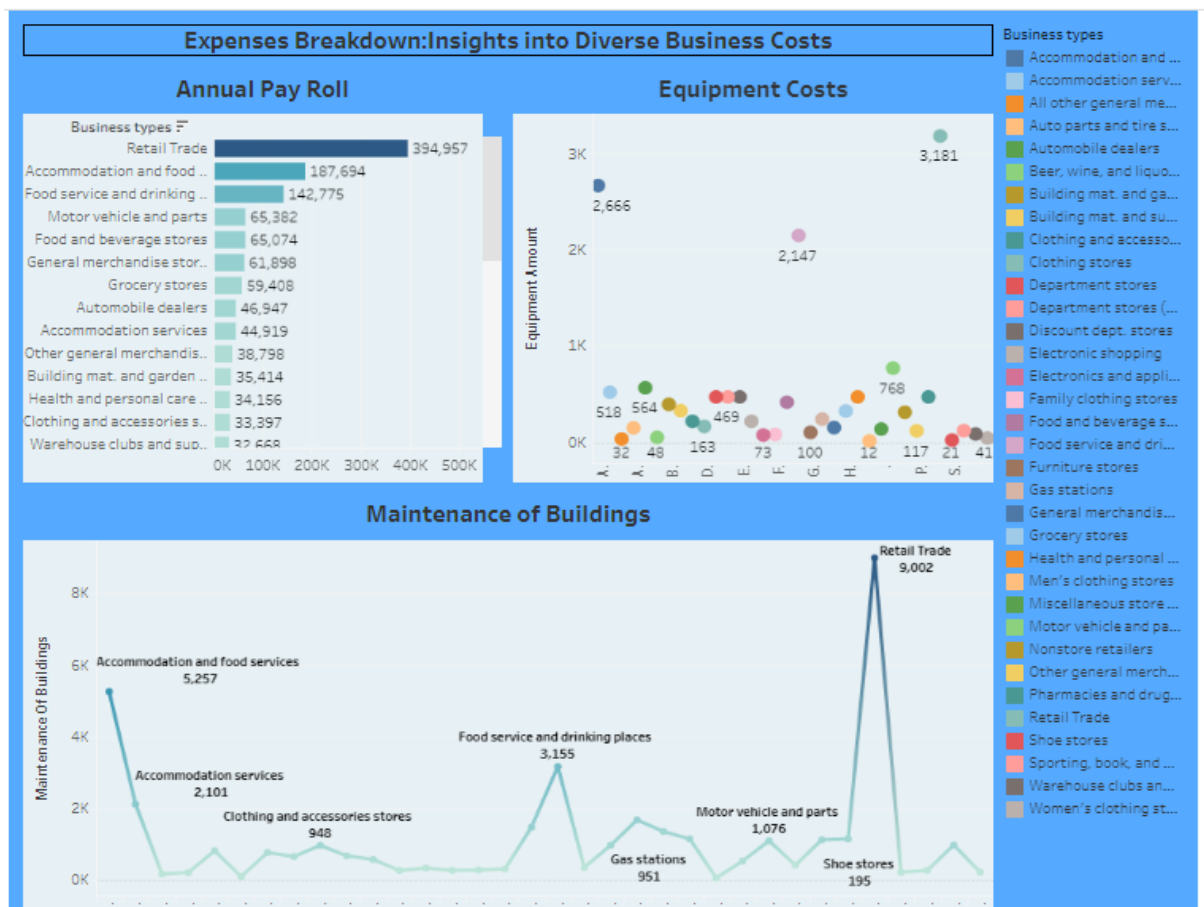 Expenses Breakdown:Insights into Diverse Business Costs
Annual Pay Roll
Business types
Retail Trade 394,957
Accommodation and food .. 187,694
Food service and drinking .. 142,775
Motor vehicle and parts 65,382
Food and beverage stores 65,074
General merchandise stor.. 61,898
Grocery stores 59,408
Automobile dealers 46,947
Accommodation services 44,919
Other general merchandis.. 38,798
Building mat. and garden .. 35,414
Health and personal care .. 34,156
Clothing and accessories s.. 33,397
Warehouse clubs and sup.. 32,668
0K 100K 200K 300K 400K 500K
Equipment Costs
Equipment Amount
3K
2K
1K
0K
3,181
2,666
2,147
768
518 564 469
32 48 163 73 100 12 117 21 41
A. A. B. D. E. F. G. H. . P. S.
Maintenance of Buildings
Maintenance Of Buildings
8K
6K
4K
2K
0K
Retail Trade
9,002
Accommodation and food services
5,257
Food service and drinking places
3,155
Accommodation services
2,101
Clothing and accessories stores
948
Motor vehicle and parts
1,076
Gas stations
951
Shoe stores
195
Business types
Accommodation and ...
Accommodation serv...
All other general me...
Auto parts and tire s...
Automobile dealers
Beer, wine, and liquo...
Building mat. and ga...
Building mat. and su...
Clothing and accesso...
Clothing stores
Department stores
Department stores (...
Discount dept. stores
Electronic shopping
Electronics and appli...
Family clothing stores
Food and beverage s...
Food service and dri...
Furniture stores
Gas stations
General merchandis...
Grocery stores
Health and personal ...
Men's clothing stores
Miscellaneous store ...
Motor vehicle and pa...
Nonstore retailers
Other general merch...
Pharmacies and drug...
Retail Trade
Shoe stores
Sporting, book, and ...
Warehouse clubs an...
Women's clothing st...